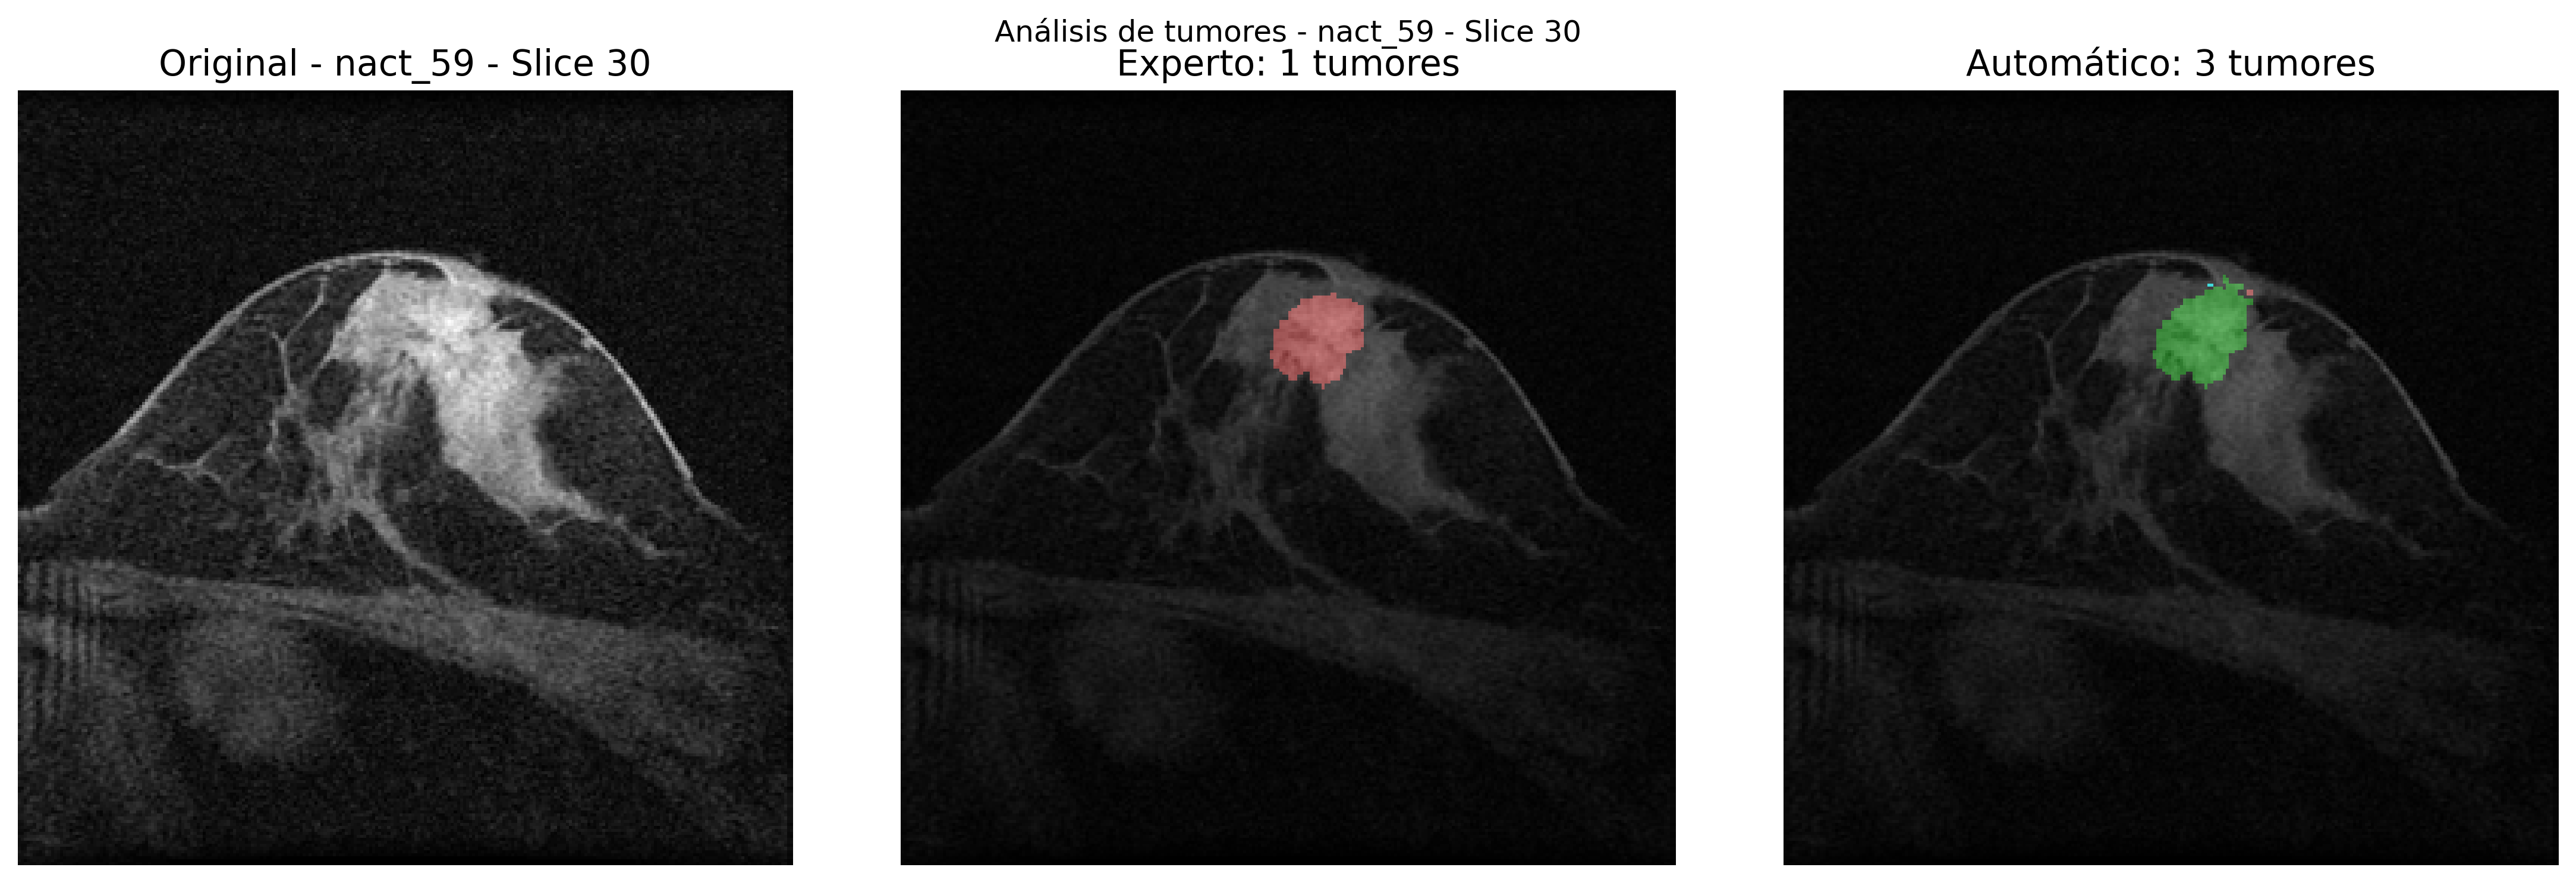 Análisis de tumores - nact_59 - Slice 30
Original - nact_59 - Slice 30
Experto: 1 tumores
Automático: 3 tumores